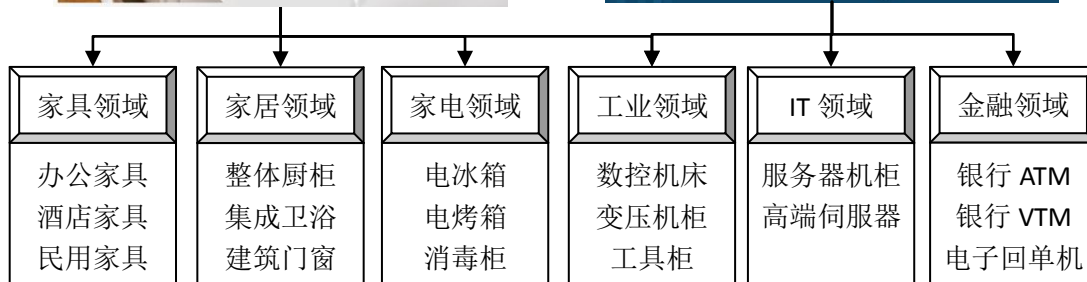 家具领域
办公家具
酒店家具
民用家具
家居领域
整体厨柜
集成卫浴
建筑门窗
家电领域
电冰箱
电烤箱
消毒柜
工业领域
数控机床
变压机柜
工具柜
IT 领域
服务器机柜
高端伺服器
金融领域
银行 ATM
银行 VTM
电子回单机